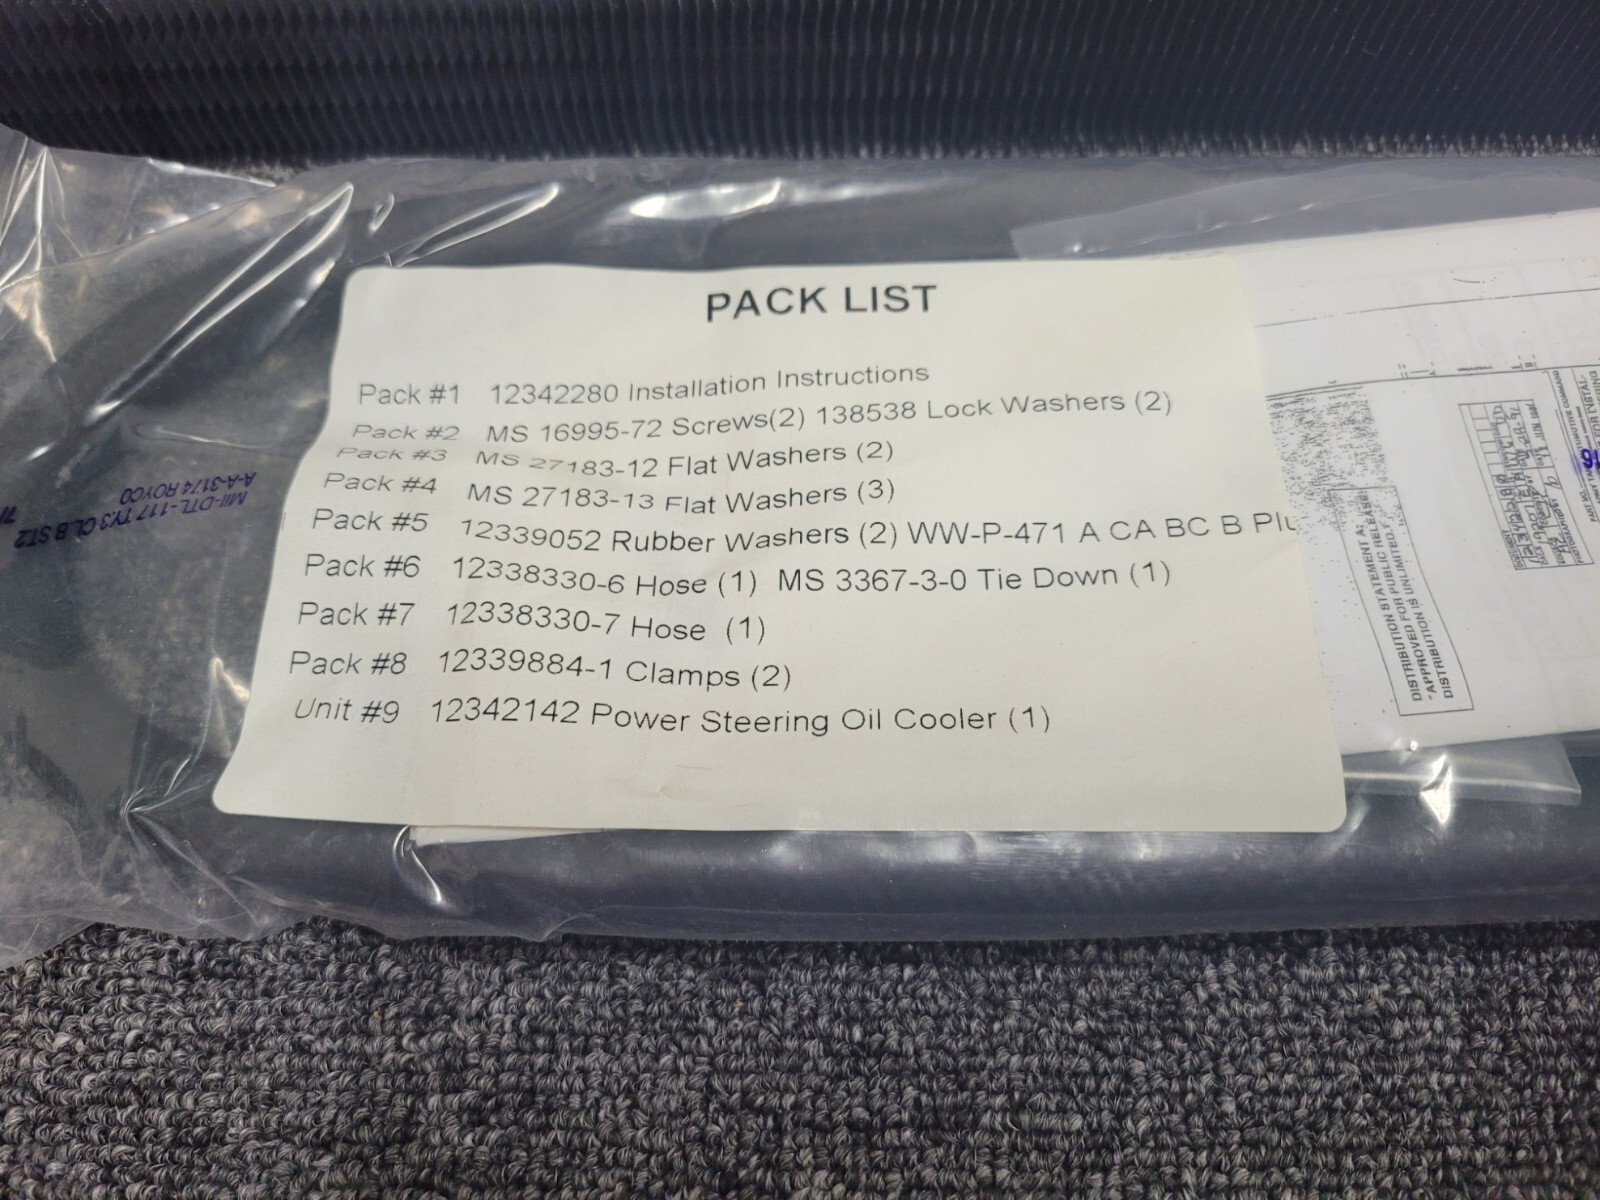 PACK LIST
Pack #1 12342280 Installation Instructions
Pack #2 MS 16995-72 Screws(2) 138538 Lock Washers (2)
Pack #3 MS 27183-12 Flat Washers (2)
Pack #4 MS 27183-13 Flat Washers (3)
Pack #5 12339052 Rubber Washers (2) WW-P-471 A CA BC B Plu
Pack #6 12338330-6 Hose (1) MS 3367-3-0 Tie Down (1)
Pack #7 12338330-7 Hose (1)
Pack #8 12339884-1 Clamps (2)
Unit #9 12342142 Power Steering Oil Cooler (1)
Mil-DTL-117 TY3 CL B ST2
A-A-3174 ROYCO
DISTRIBUTION STATEMENT A:
"APPROVED FOR PUBLIC RELEASE:
DISTRIBUTION IS UNLIMITED.